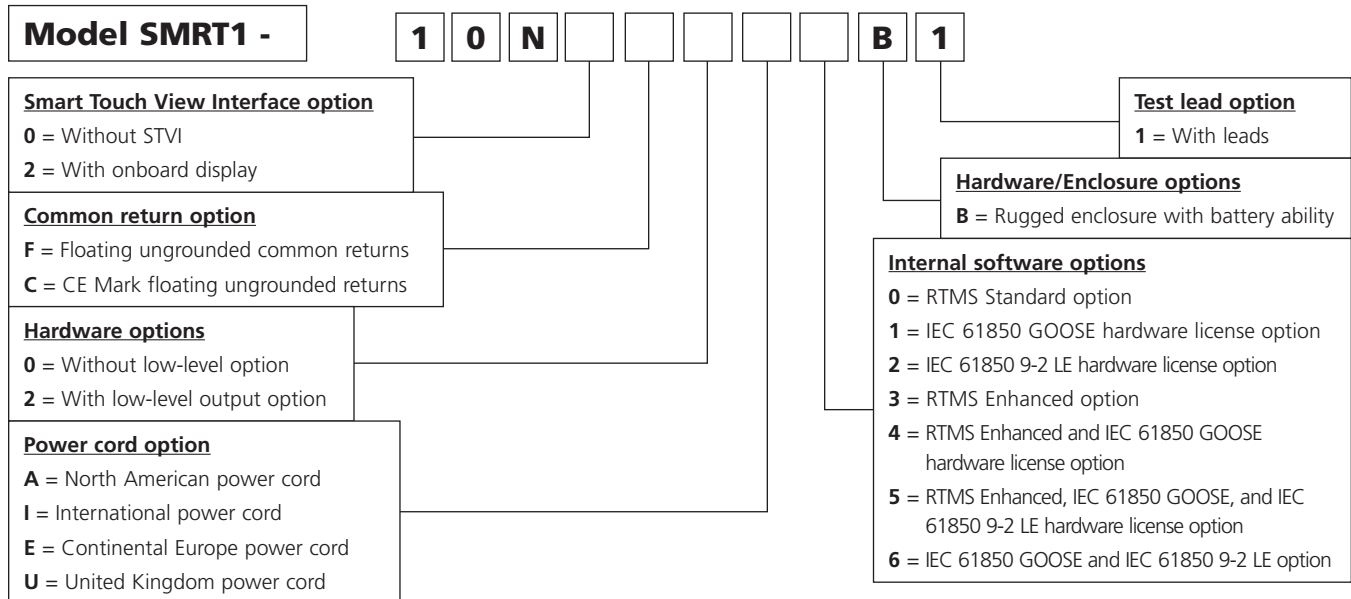 Model SMRT1 - 1 0 N B 1
Smart Touch View Interface option
0 = Without STVI
2 = With onboard display
Common return option
F = Floating ungrounded common returns
C = CE Mark floating ungrounded returns
Hardware options
0 = Without low-level option
2 = With low-level output option
Power cord option
A = North American power cord
I = International power cord
E = Continental Europe power cord
U = United Kingdom power cord
Test lead option
1 = With leads
Hardware/Enclosure options
B = Rugged enclosure with battery ability
Internal software options
0 = RTMS Standard option
1 = IEC 61850 GOOSE hardware license option
2 = IEC 61850 9-2 LE hardware license option
3 = RTMS Enhanced option
4 = RTMS Enhanced and IEC 61850 GOOSE
hardware license option
5 = RTMS Enhanced, IEC 61850 GOOSE, and IEC
61850 9-2 LE hardware license option
6 = IEC 61850 GOOSE and IEC 61850 9-2 LE option